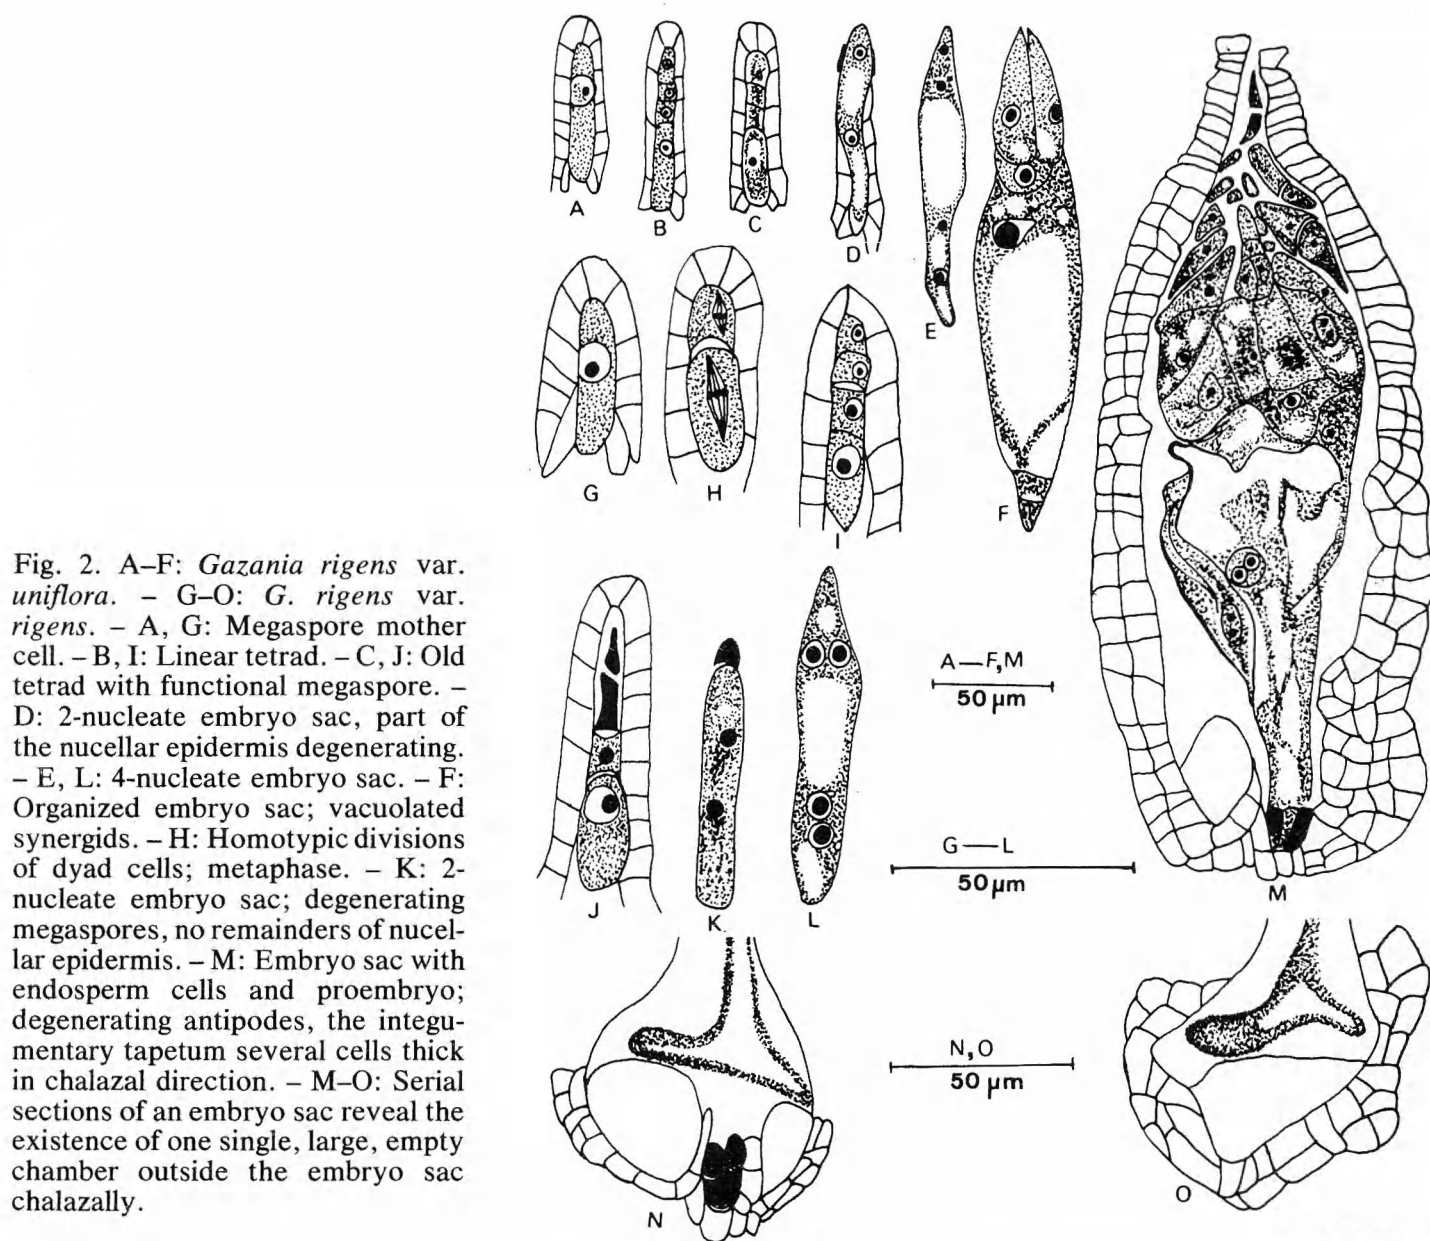 Fig. 2. A–F: Gazania rigens var.
uniflora. – G–O: G. rigens var.
rigens. – A, G: Megaspore mother
cell. – B, I: Linear tetrad. – C, J: Old
tetrad with functional megaspore. –
D: 2-nucleate embryo sac, part of
the nucellar epidermis degenerating.
– E, L: 4-nucleate embryo sac. – F:
Organized embryo sac; vacuolated
synergids. – H: Homotypic divisions
of dyad cells; metaphase. – K: 2-
nucleate embryo sac; degenerating
megaspores, no remainders of nucel-
lar epidermis. – M: Embryo sac with
endosperm cells and proembryo;
degenerating antipodes, the integu-
mentary tapetum several cells thick
in chalazal direction. – M–O: Serial
sections of an embryo sac reveal the
existence of one single, large, empty
chamber outside the embryo sac
chalazally.
A
B
C
D
E
F
G
H
I
J
K
L
M
A—F,M
50 µm
G—L
50 µm
N,O
50 µm
N
O